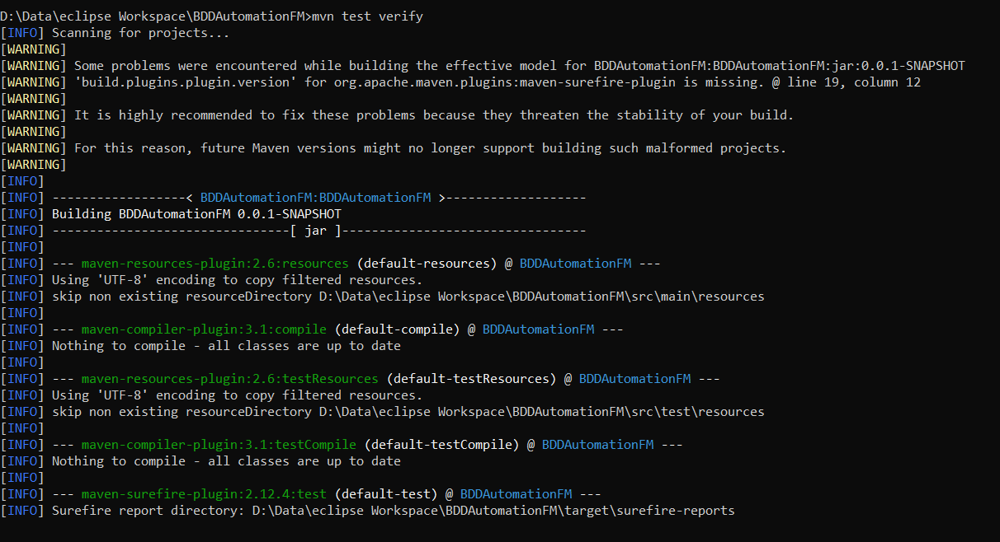 D:\Data\eclipse Workspace\BDDAutomationFM>mvn test verify
[INFO] Scanning for projects...
[WARNING]
[WARNING] Some problems were encountered while building the effective model for BDDAutomationFM:BDDAutomationFM:jar:0.0.1-SNAPSHOT
[WARNING] 'build.plugins.plugin.version' for org.apache.maven.plugins:maven-surefire-plugin is missing. @ line 19, column 12
[WARNING]
[WARNING] It is highly recommended to fix these problems because they threaten the stability of your build.
[WARNING]
[WARNING] For this reason, future Maven versions might no longer support building such malformed projects.
[WARNING]
[INFO]
[INFO] ------------------< BDDAutomationFM:BDDAutomationFM >-------------------
[INFO] Building BDDAutomationFM 0.0.1-SNAPSHOT
[INFO] --------------------------------[ jar ]---------------------------------
[INFO]
[INFO] --- maven-resources-plugin:2.6:resources (default-resources) @ BDDAutomationFM ---
[INFO] Using 'UTF-8' encoding to copy filtered resources.
[INFO] skip non existing resourceDirectory D:\Data\eclipse Workspace\BDDAutomationFM\src\main\resources
[INFO]
[INFO] --- maven-compiler-plugin:3.1:compile (default-compile) @ BDDAutomationFM ---
[INFO] Nothing to compile - all classes are up to date
[INFO]
[INFO] --- maven-resources-plugin:2.6:testResources (default-testResources) @ BDDAutomationFM ---
[INFO] Using 'UTF-8' encoding to copy filtered resources.
[INFO] skip non existing resourceDirectory D:\Data\eclipse Workspace\BDDAutomationFM\src\test\resources
[INFO]
[INFO] --- maven-compiler-plugin:3.1:testCompile (default-testCompile) @ BDDAutomationFM ---
[INFO] Nothing to compile - all classes are up to date
[INFO]
[INFO] --- maven-surefire-plugin:2.12.4:test (default-test) @ BDDAutomationFM ---
[INFO] Surefire report directory: D:\Data\eclipse Workspace\BDDAutomationFM\target\surefire-reports